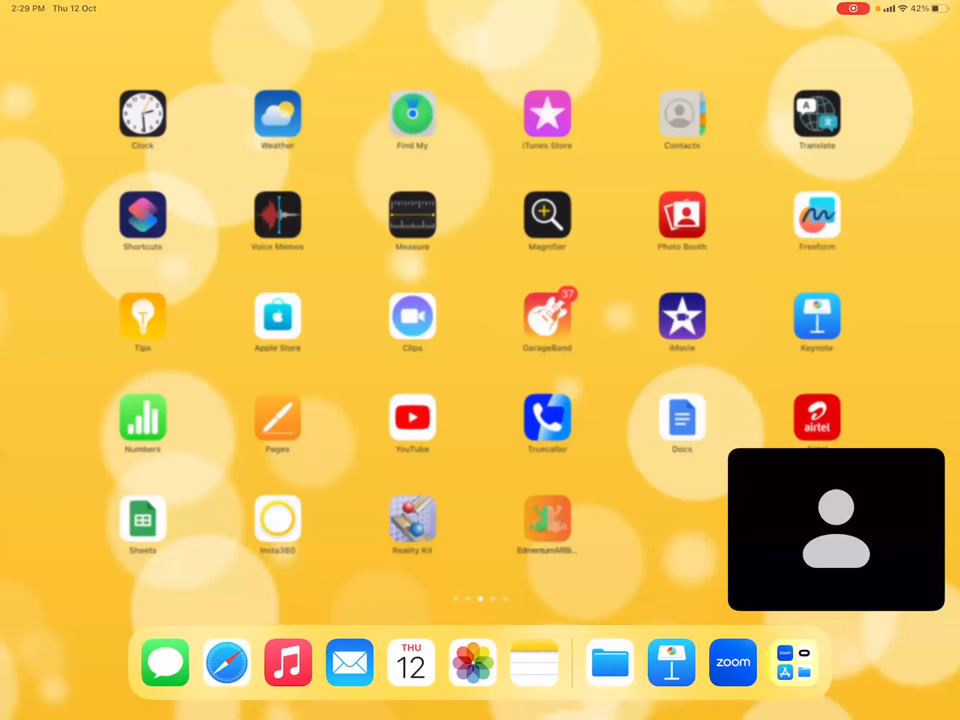 2:29 PM Thu 12 Oct 42%
Clock Weather Find My iTunes Store Contacts Translate
Shortcuts Voice Memos Measure Magnifier Photo Booth Freeform
37
Tips Apple Store Clips GarageBand iMovie Keynote
airtel
Numbers Pages YouTube Truecaller Docs
Sheets Insta360 Reality Kit EdmentumARBi...
THU
12
zoom
zoom